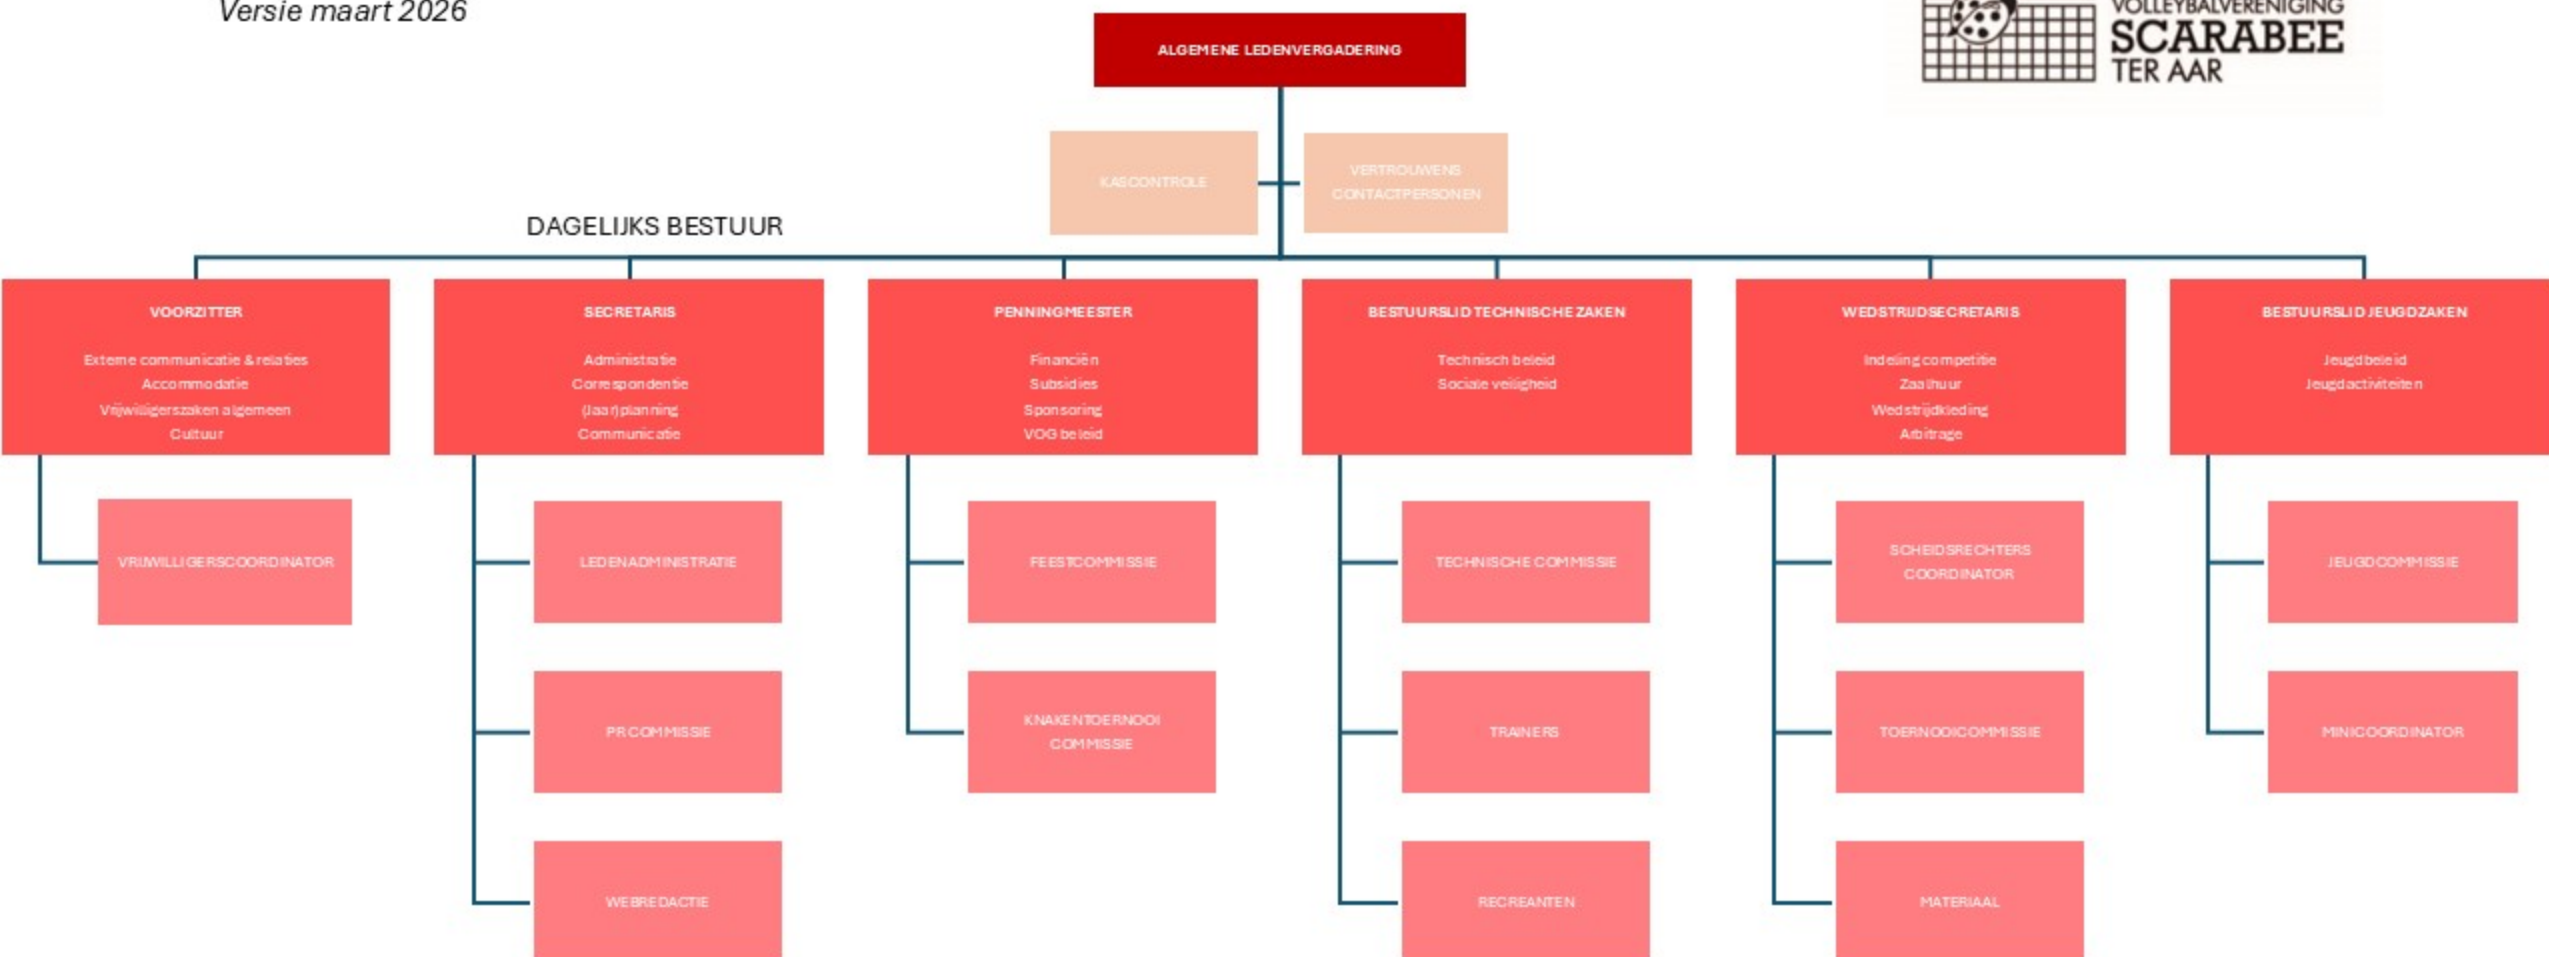 Versie maart 2026
VOLLEYBALVERENIGING
SCARABEE
TER AAR
ALGEMENE LEDENVERGADERING
KASCONTROLE
VERTROUWENS
CONTACTPERSONEN
DAGELIJKS BESTUUR
VOORZITTER
Externe communicatie & relaties
Accommodatie
Vrijwilligerszaken algemeen
Cultuur
SECRETARIS
Administratie
Correspondentie
(Jaar)planning
Communicatie
PENNINGMEESTER
Financiën
Subsidies
Sponsoring
VOG beleid
BESTUURSLID TECHNISCHE ZAKEN
Technisch beleid
Sociale veiligheid
WEDSTRIJDSECRETARIS
Indeling competitie
Zaalhuur
Wedstrijdkleding
Arbitrage
BESTUURSLID JEUGDZAKEN
Jeugdbeleid
Jeugdactiviteiten
VRIJWILLIGERSCOORDINATOR
LEDENADMINISTRATIE
FEESTCOMMISSIE
TECHNISCHE COMMISSIE
SCHEIDSRECHTERS
COORDINATOR
JEUGDCOMMISSIE
PR COMMISSIE
KNAKENTOERNOOI
COMMISSIE
TRAINERS
TOERNOOICOMMISSIE
MINICOORDINATOR
WEBREDACTIE
RECREANTEN
MATERIAAL